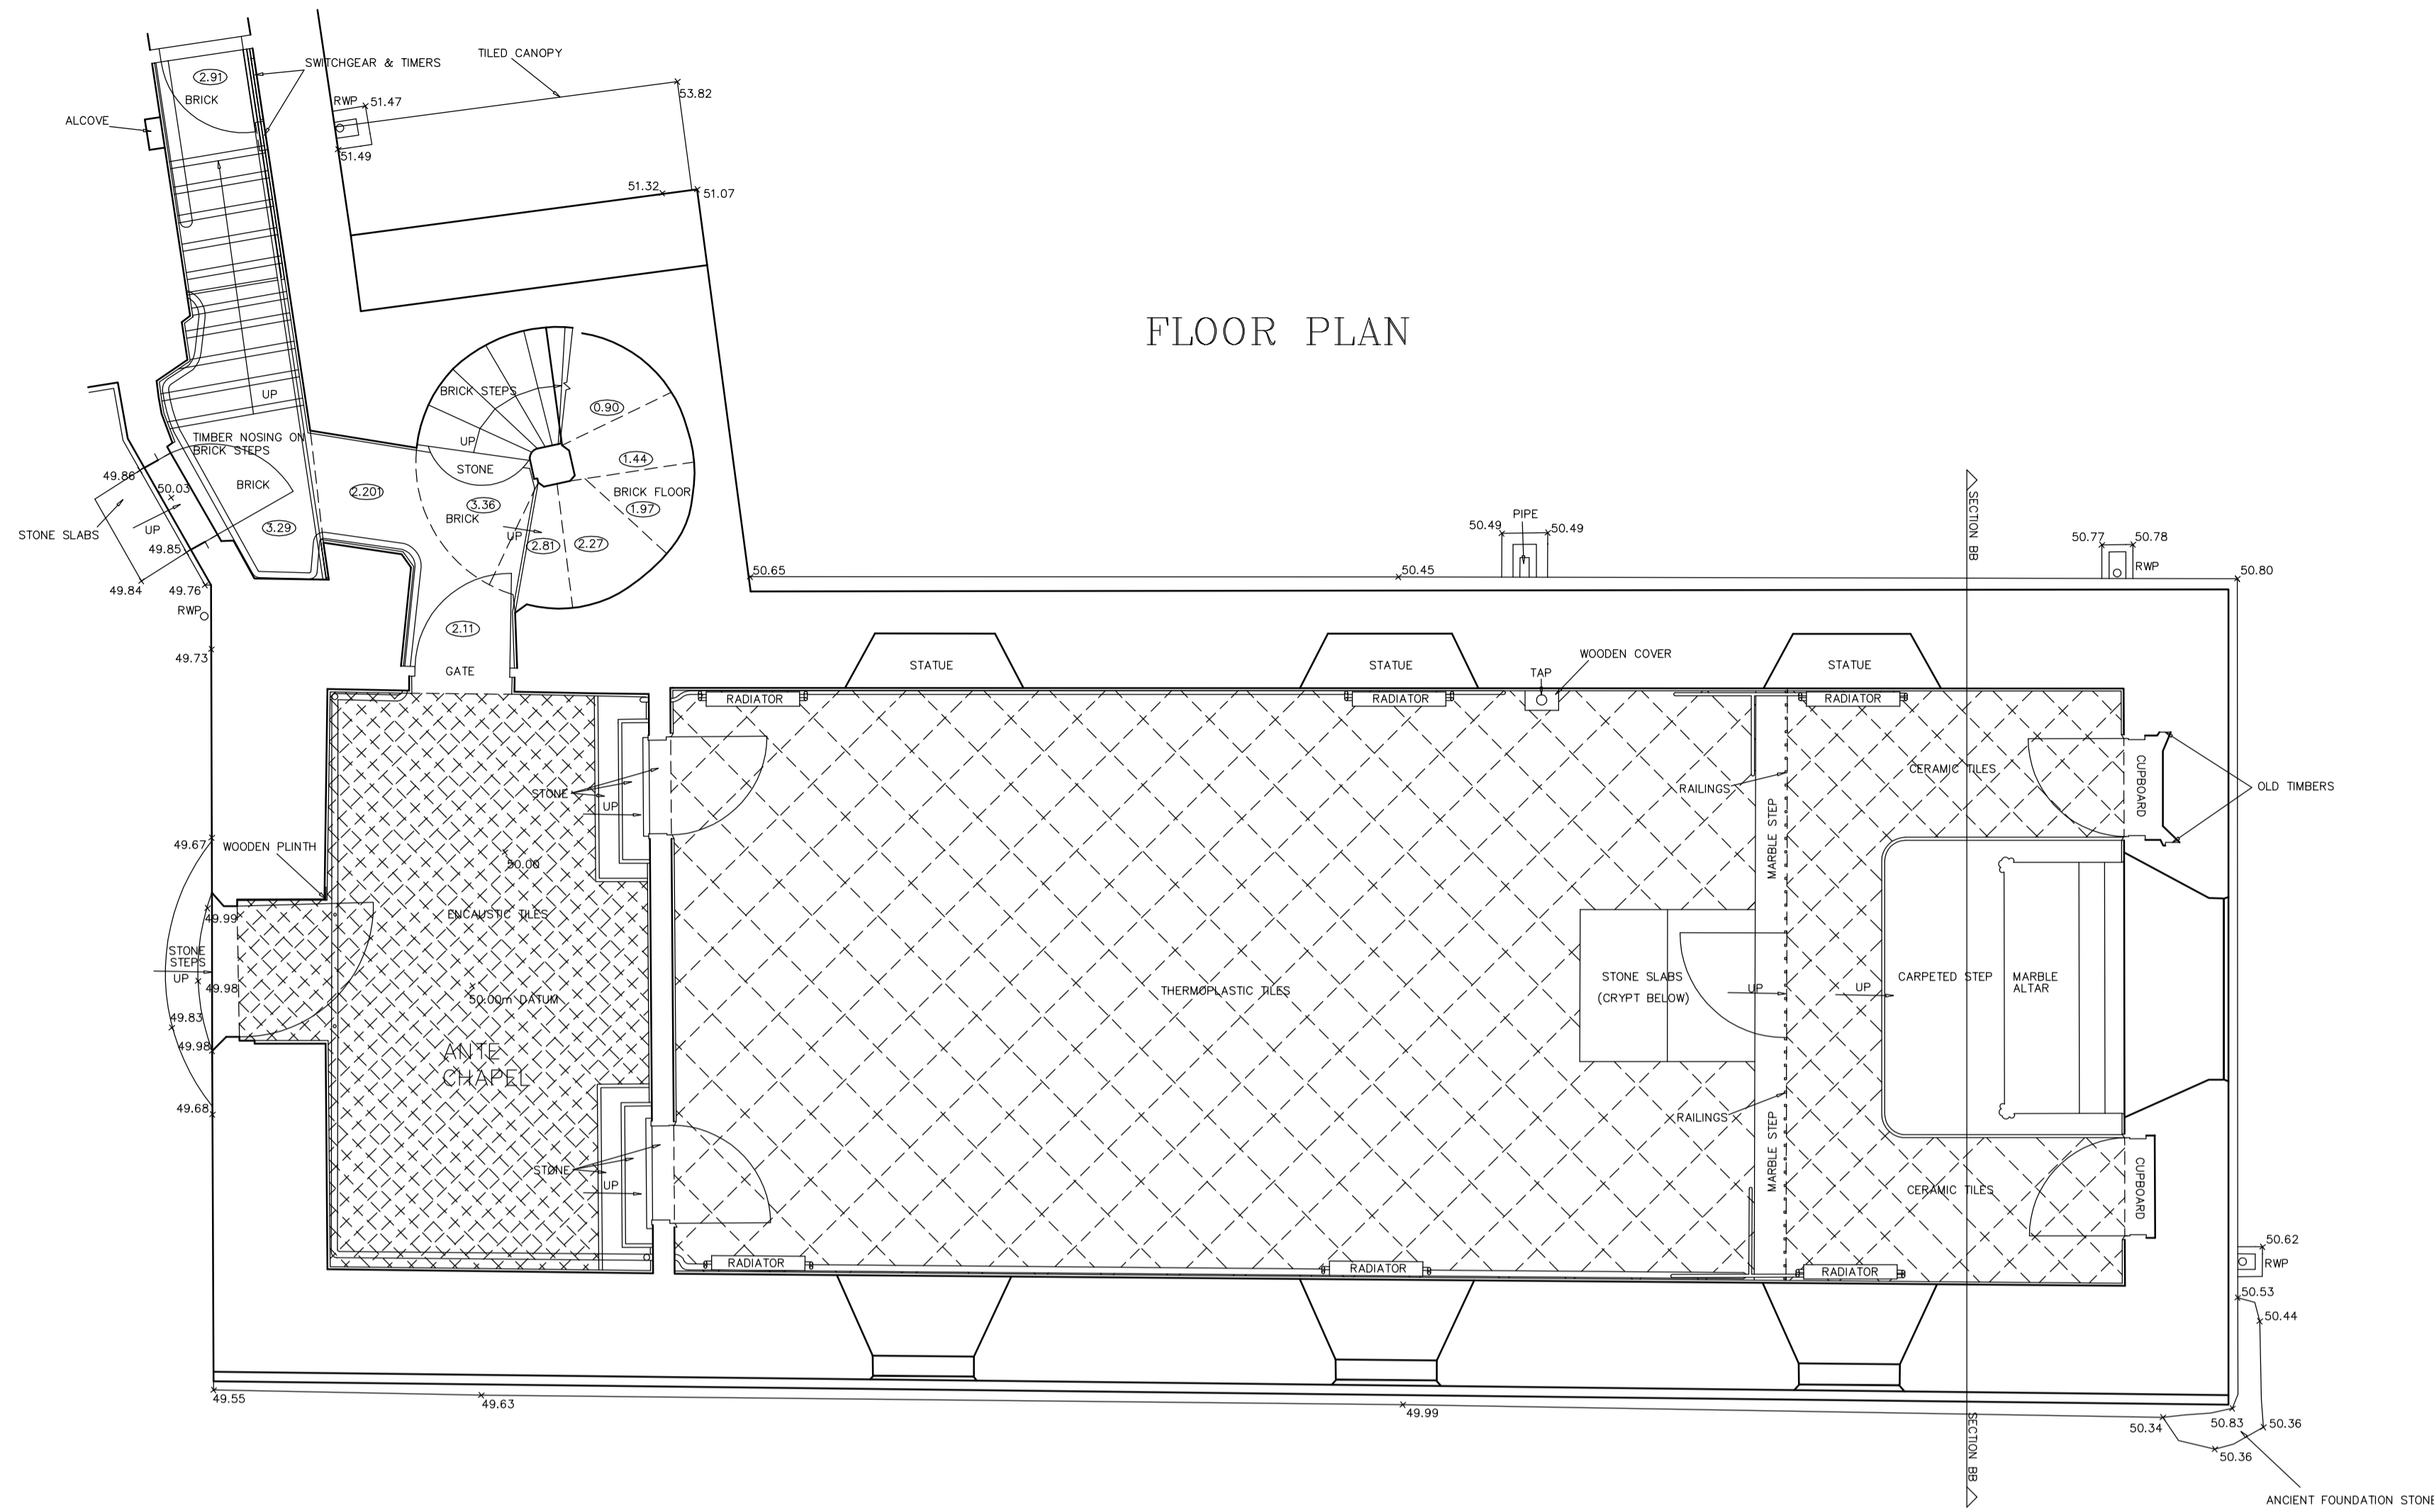 TILED CANOPY
SWITCHGEAR & TIMERS
2.91
BRICK
RWP
51.47
53.82
ALCOVE
51.49
51.32
51.07
FLOOR PLAN
UP
BRICK STEPS
0.90
TIMBER NOSING ON
BRICK STEPS
UP
STONE
1.44
49.86
50.03
BRICK
2.201
3.36
BRICK
BRICK FLOOR
1.97
STONE SLABS
UP
3.29
UP
2.81
2.27
49.85
49.84
49.76
RWP
PIPE
50.49
50.49
SECTION BB
50.77
50.78
RWP
50.65
50.45
50.80
2.11
49.73
GATE
STATUE
STATUE
STATUE
WOODEN COVER
TAP
RADIATOR
RADIATOR
RADIATOR
STONE
UP
RAILINGS
CERAMIC TILES
CUPBOARD
OLD TIMBERS
MARBLE STEP
49.67
WOODEN PLINTH
50.00
49.99
ENCAUSTIC TILES
STONE
STEPS
UP
49.98
50.00m DATUM
49.83
49.98
THERMOPLASTIC TILES
STONE SLABS
(CRYPT BELOW)
UP
UP
CARPETED STEP
MARBLE
ALTAR
ANTE
CHAPEL
49.68
RAILINGS
MARBLE STEP
STONE
UP
CERAMIC TILES
CUPBOARD
RADIATOR
RADIATOR
RADIATOR
50.62
RWP
50.53
50.44
49.55
49.63
49.99
50.34
50.83
50.36
50.36
SECTION BB
ANCIENT FOUNDATION STONE